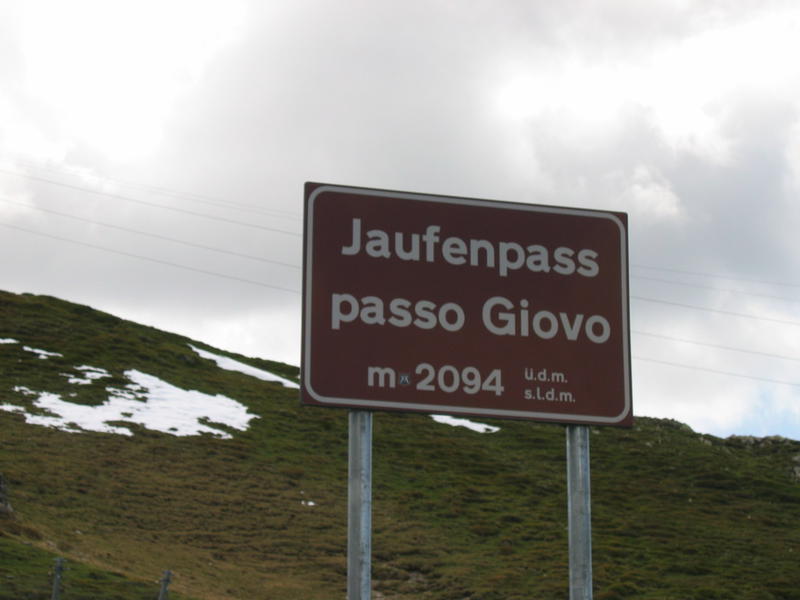 Jaufenpass
passo Giovo
m 2094 ü.d.m.
s.l.d.m.